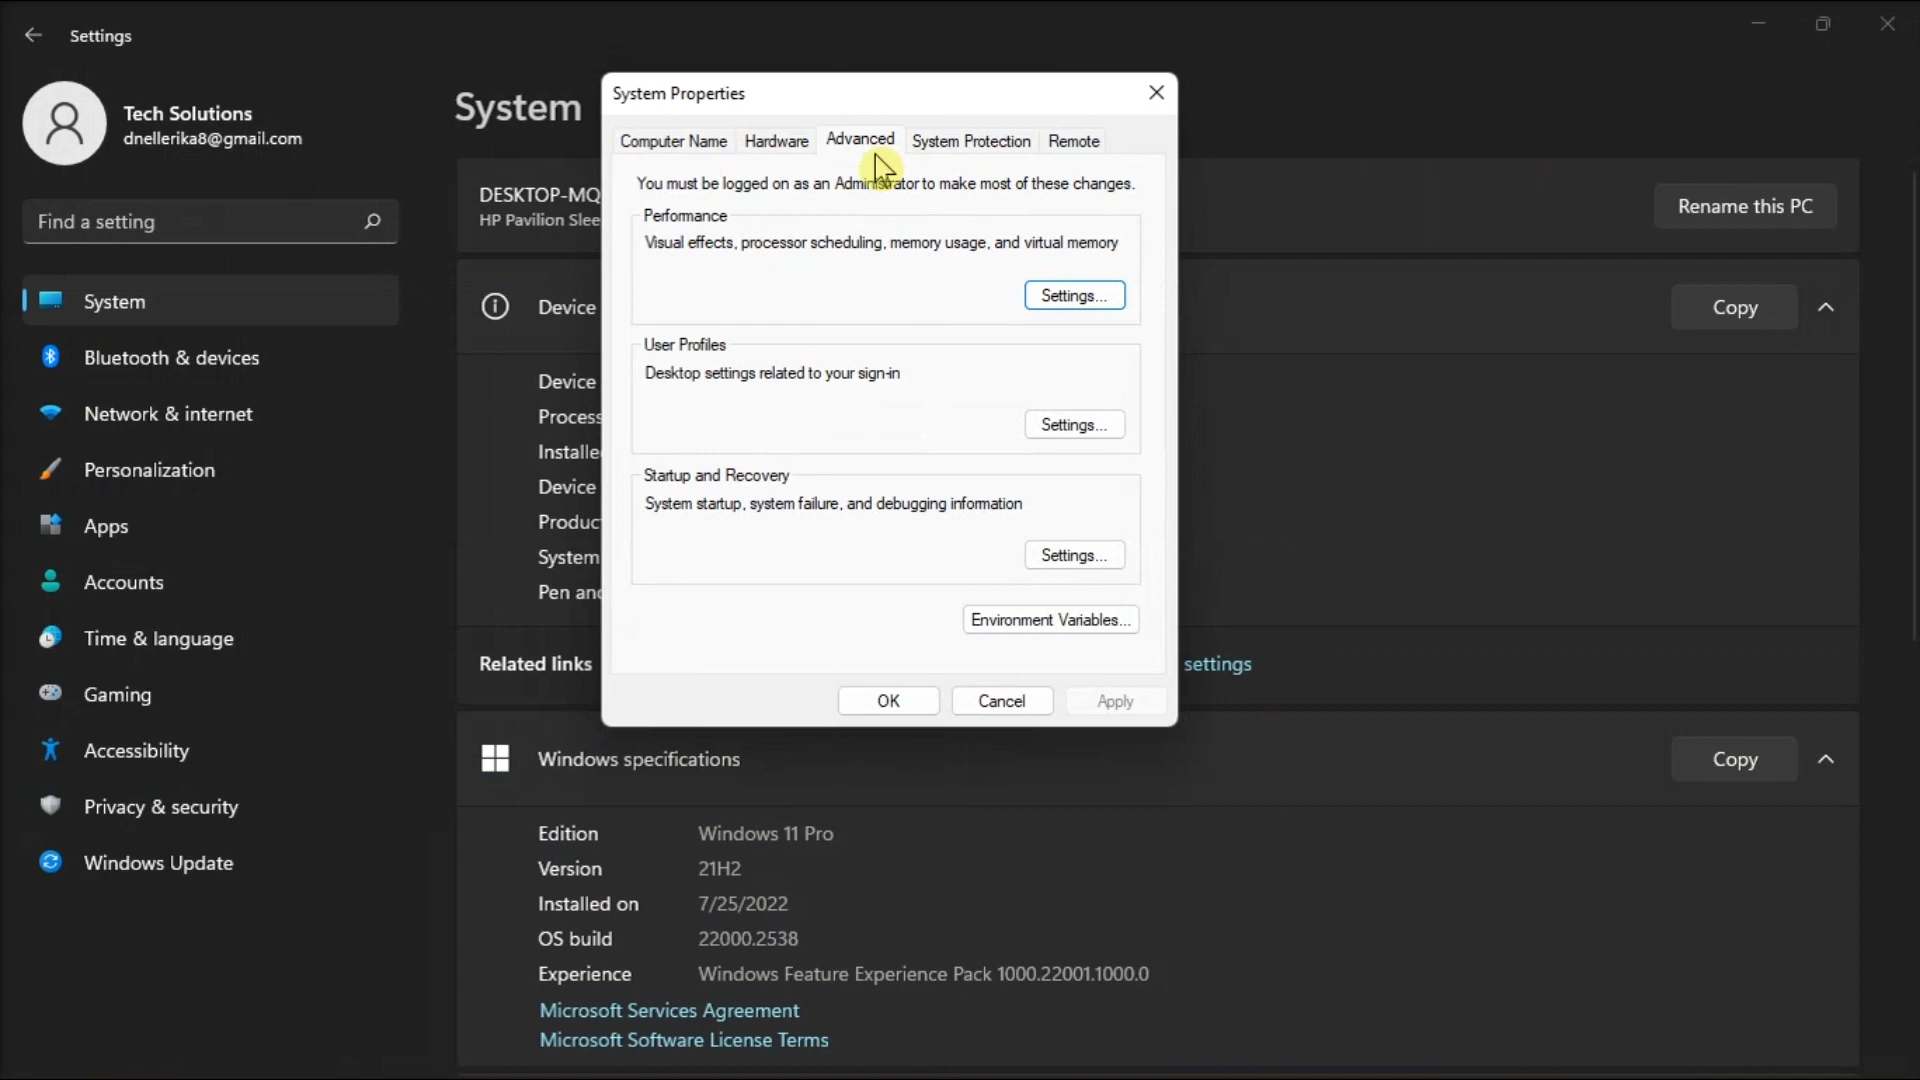 Settings
Tech Solutions
dnellerika8@gmail.com
Find a setting
System
Bluetooth & devices
Network & internet
Personalization
Apps
Accounts
Time & language
Gaming
Accessibility
Privacy & security
Windows Update
System
DESKTOP-MQ
HP Pavilion Slee
Rename this PC
Device
Copy
Device
Process
Installe
Device
Produc
System
Pen and
Related links
settings
System Properties
Computer Name Hardware Advanced System Protection Remote
You must be logged on as an Administrator to make most of these changes.
Performance
Visual effects, processor scheduling, memory usage, and virtual memory
Settings...
User Profiles
Desktop settings related to your sign-in
Settings...
Startup and Recovery
System startup, system failure, and debugging information
Settings...
Environment Variables...
OK Cancel Apply
Windows specifications
Copy
Edition Windows 11 Pro
Version 21H2
Installed on 7/25/2022
OS build 22000.2538
Experience Windows Feature Experience Pack 1000.22001.1000.0
Microsoft Services Agreement
Microsoft Software License Terms